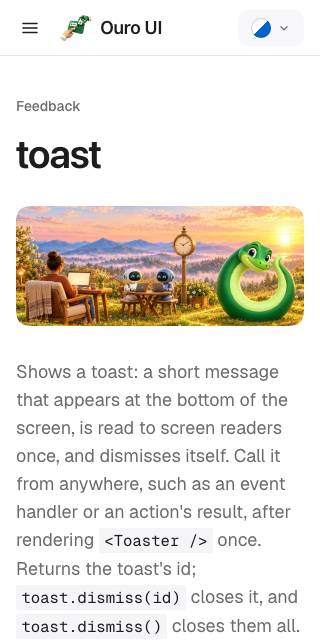 Ouro UI
Feedback
toast
Shows a toast: a short message
that appears at the bottom of the
screen, is read to screen readers
once, and dismisses itself. Call it
from anywhere, such as an event
handler or an action's result, after
rendering <Toaster /> once.
Returns the toast's id;
toast.dismiss(id) closes it, and
toast.dismiss() closes them all.